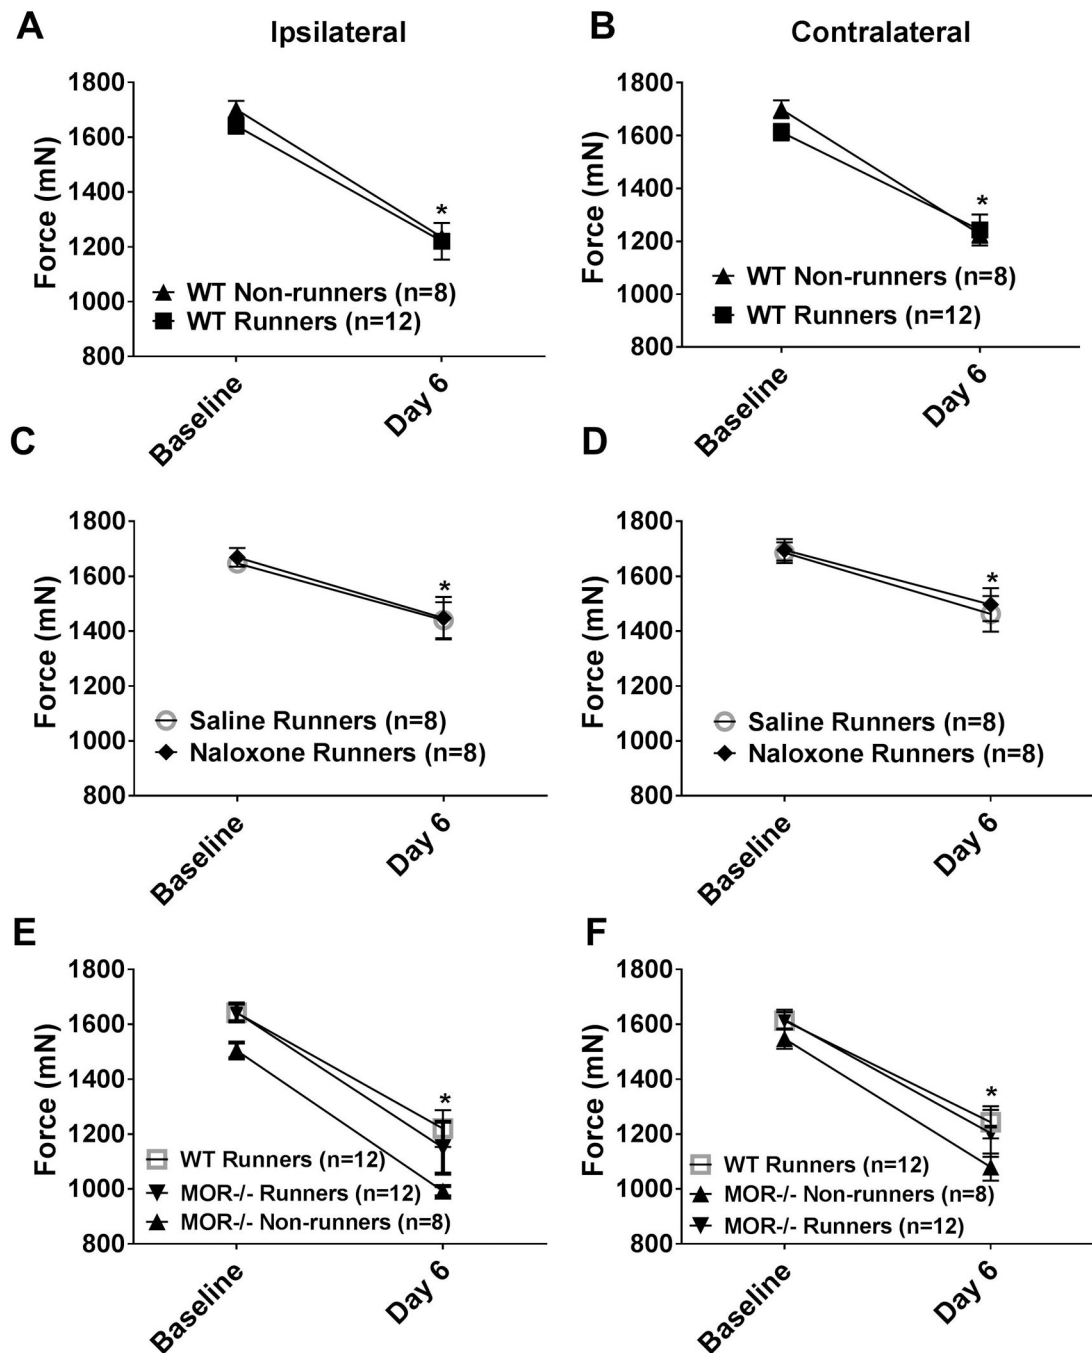 A
Ipsilateral
Force (mN)
1800
1600
1400
1200
1000
800
*
WT Non-runners (n=8)
WT Runners (n=12)
Baseline
Day 6
B
Contralateral
Force (mN)
1800
1600
1400
1200
1000
800
*
WT Non-runners (n=8)
WT Runners (n=12)
Baseline
Day 6
C
Force (mN)
1800
1600
1400
1200
1000
800
*
Saline Runners (n=8)
Naloxone Runners (n=8)
Baseline
Day 6
D
Force (mN)
1800
1600
1400
1200
1000
800
*
Saline Runners (n=8)
Naloxone Runners (n=8)
Baseline
Day 6
E
Force (mN)
1800
1600
1400
1200
1000
800
*
WT Runners (n=12)
MOR-/- Runners (n=12)
MOR-/- Non-runners (n=8)
Baseline
Day 6
F
Force (mN)
1800
1600
1400
1200
1000
800
*
WT Runners (n=12)
MOR-/- Non-runners (n=8)
MOR-/- Runners (n=12)
Baseline
Day 6